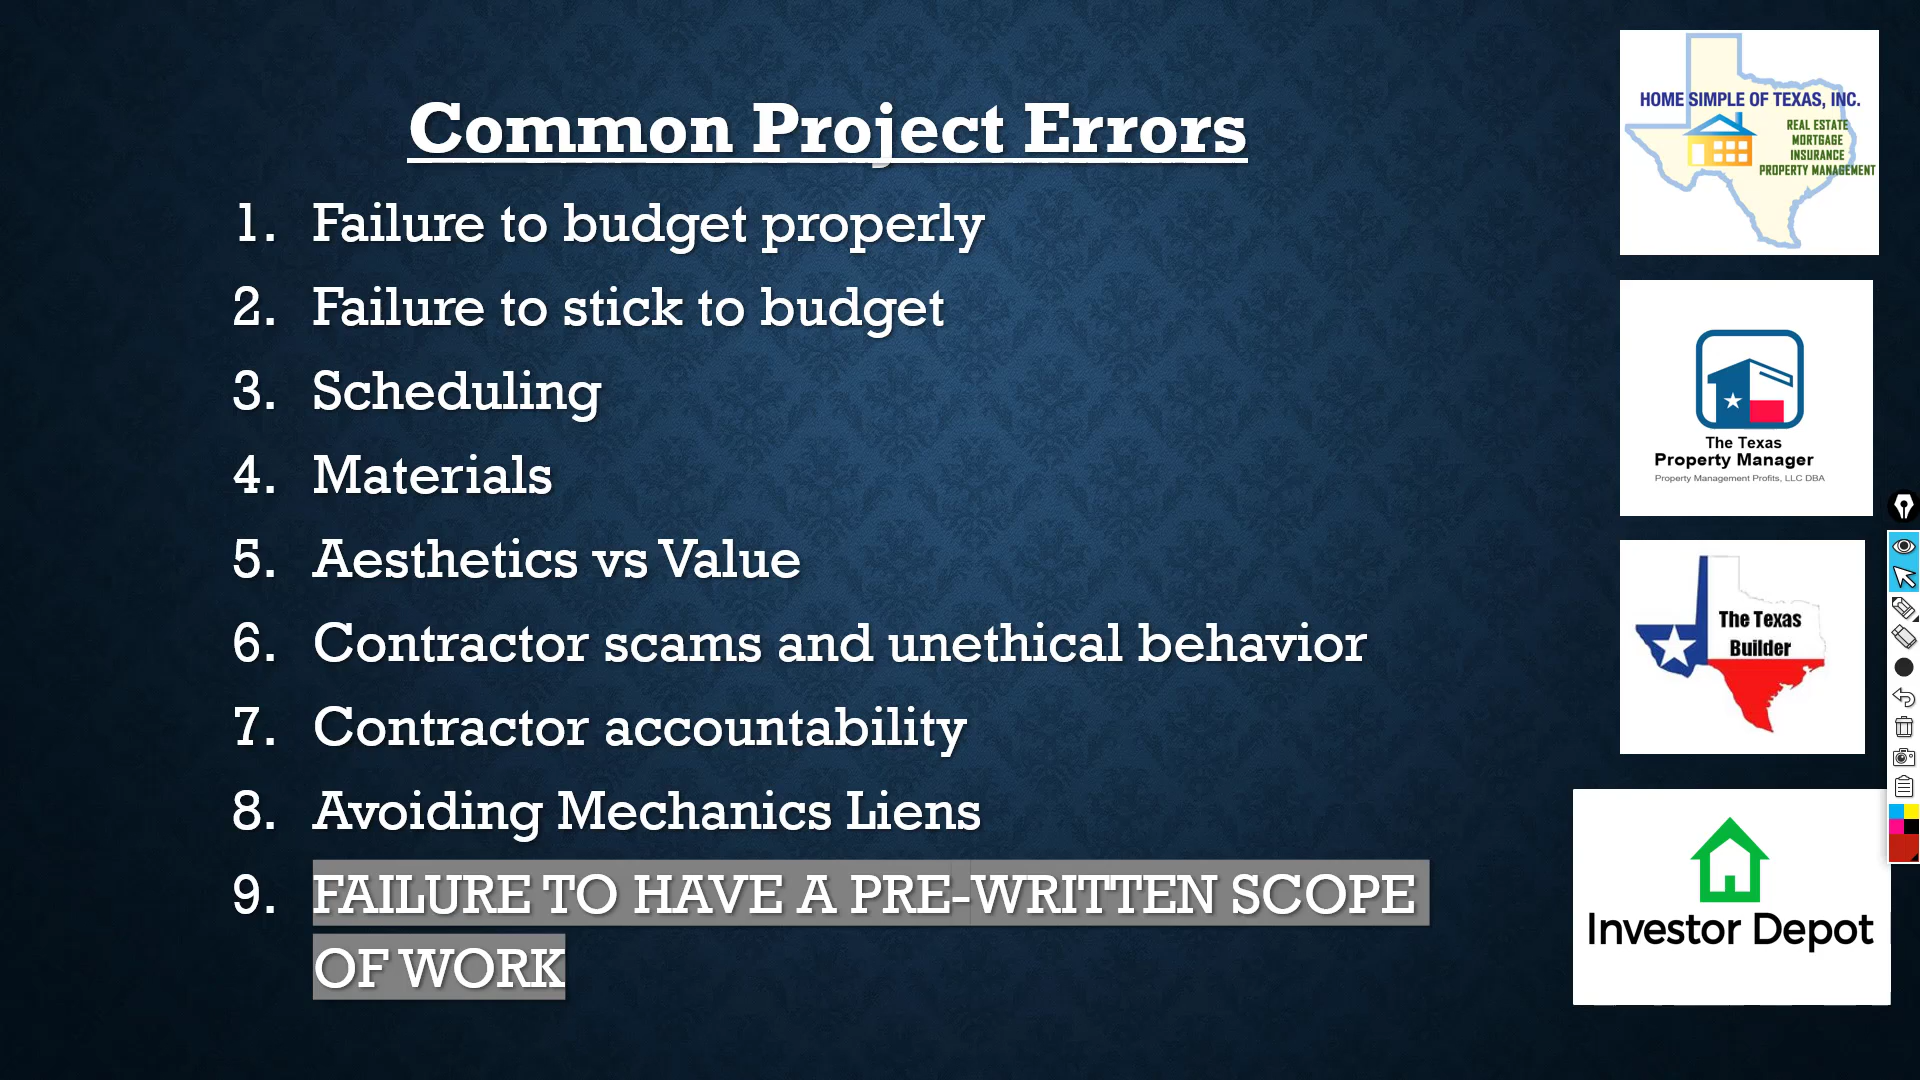 Common Project Errors
1. Failure to budget properly
2. Failure to stick to budget
3. Scheduling
4. Materials
5. Aesthetics vs Value
6. Contractor scams and unethical behavior
7. Contractor accountability
8. Avoiding Mechanics Liens
9. FAILURE TO HAVE A PRE-WRITTEN SCOPE
OF WORK
HOME SIMPLE OF TEXAS, INC.
REAL ESTATE
MORTGAGE
INSURANCE
PROPERTY MANAGEMENT
The Texas
Property Manager
Property Management Profits, LLC DBA
The Texas
Builder
Investor Depot